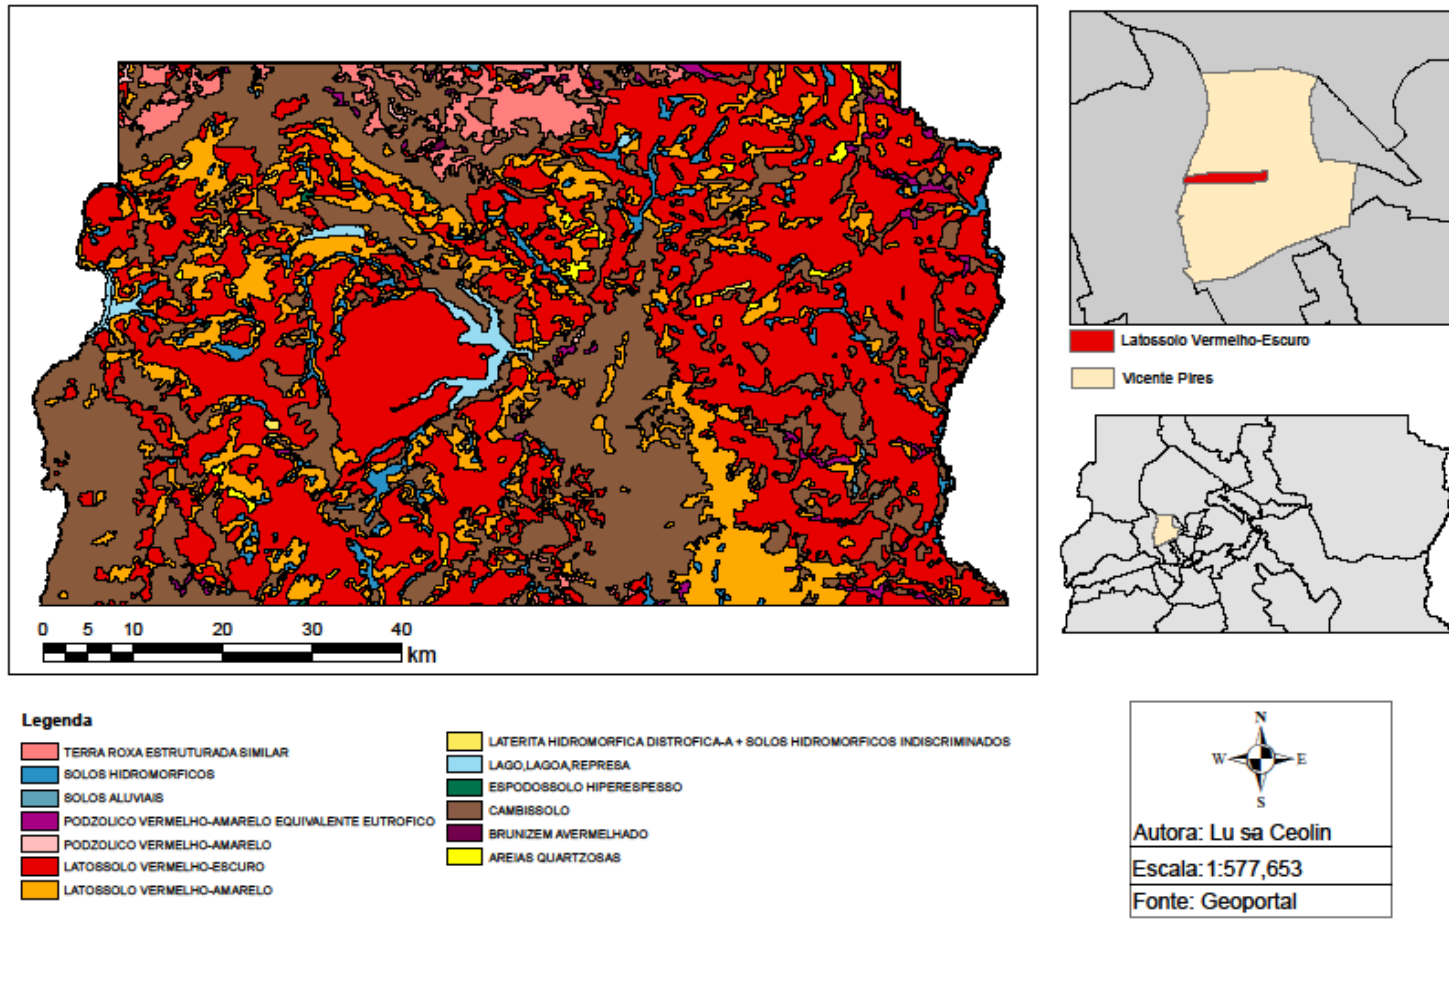 Latossolo Vermelho-Escuro
Vicente Pires
0 5 10 20 30 40
km
Legenda
TERRA ROXA ESTRUTURADA SIMILAR
SOLOS HIDROMORFICOS
SOLOS ALUVIAIS
PODZOLICO VERMELHO-AMARELO EQUIVALENTE EUTROFICO
PODZOLICO VERMELHO-AMARELO
LATOSSOLO VERMELHO-ESCURO
LATOSSOLO VERMELHO-AMARELO
LATERITA HIDROMORFICA DISTROFICA-A + SOLOS HIDROMORFICOS INDISCRIMINADOS
LAGO,LAGOA,REPRESA
ESPODOSSOLO HIPERESPESSO
CAMBISSOLO
BRUNIZEM AVERMELHADO
AREIAS QUARTZOSAS
N
W E
S
Autora: Lu sa Ceolin
Escala: 1:577,653
Fonte: Geoportal